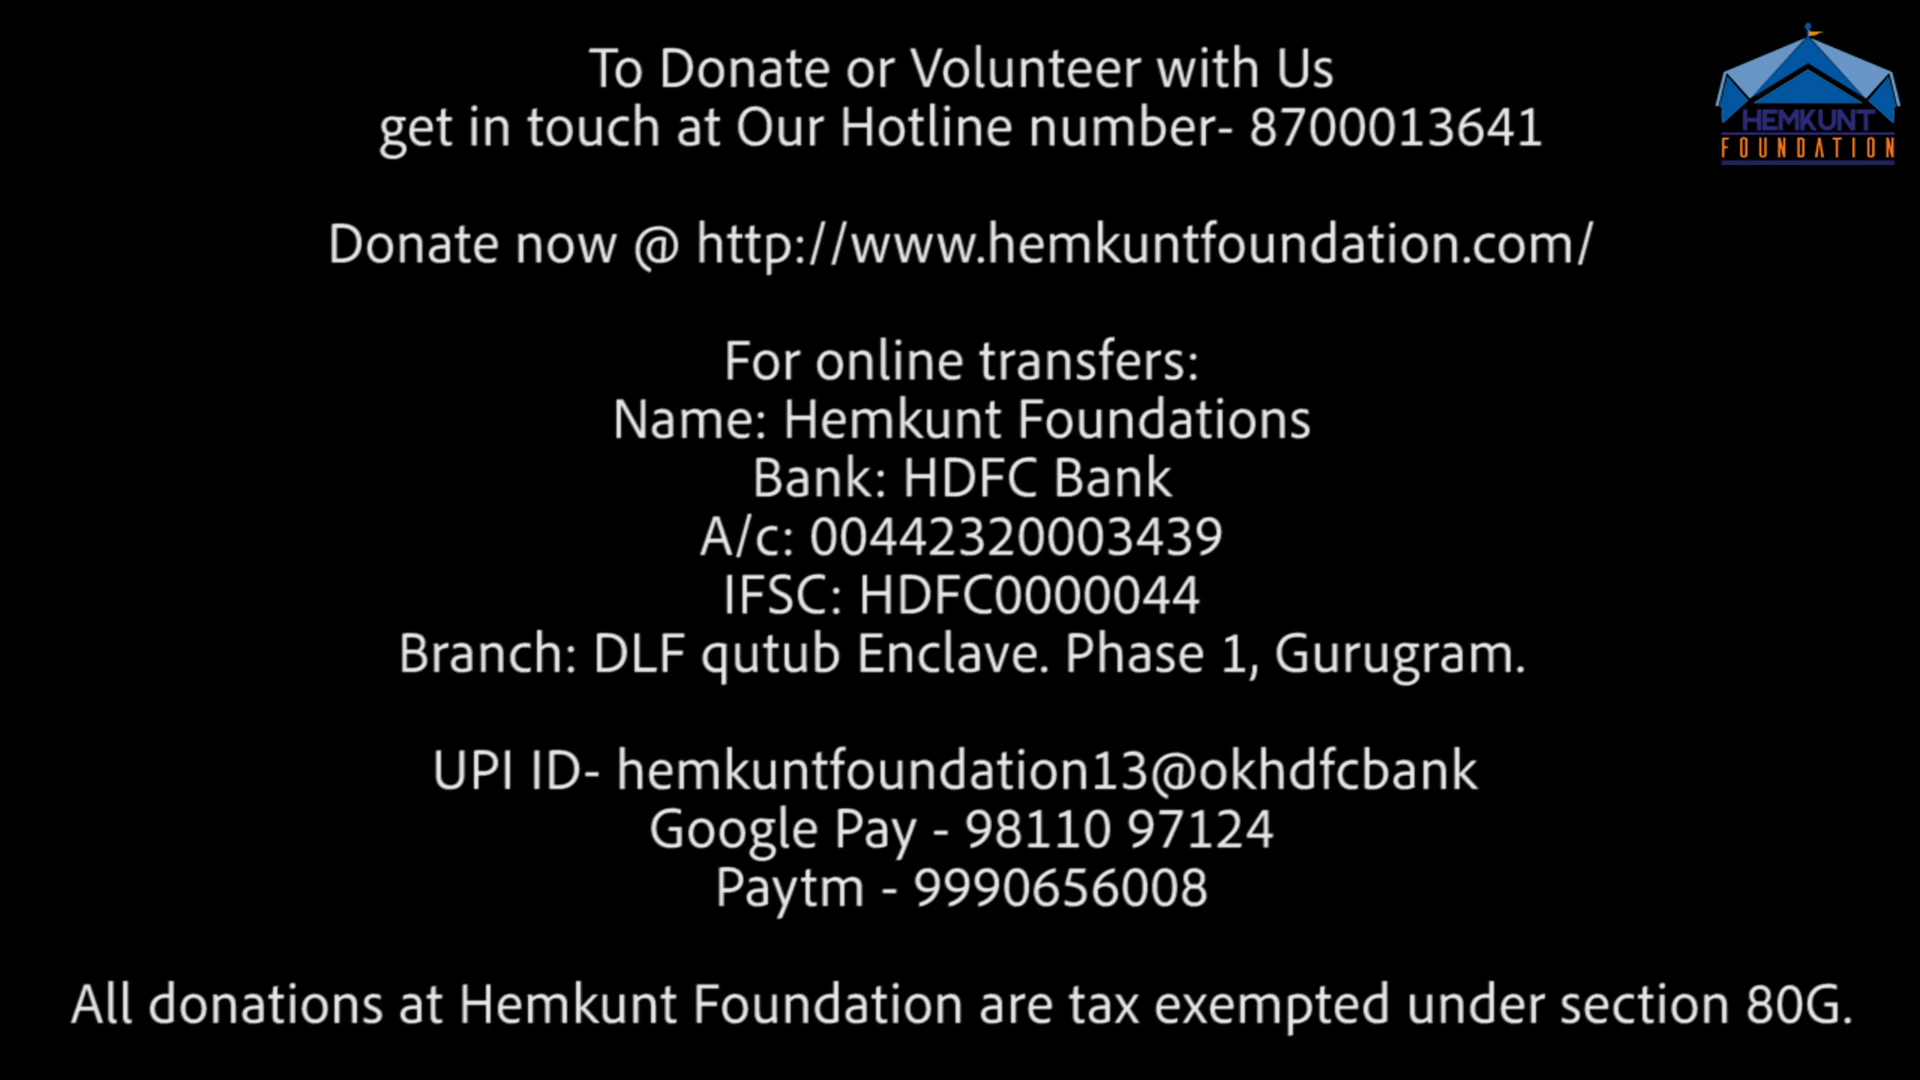 To Donate or Volunteer with Us
get in touch at Our Hotline number- 8700013641
HEMKUNT
FOUNDATION
Donate now @ http://www.hemkuntfoundation.com/
For online transfers:
Name: Hemkunt Foundations
Bank: HDFC Bank
A/c: 00442320003439
IFSC: HDFC0000044
Branch: DLF qutub Enclave. Phase 1, Gurugram.
UPI ID- hemkuntfoundation13@okhdfcbank
Google Pay - 98110 97124
Paytm - 9990656008
All donations at Hemkunt Foundation are tax exempted under section 80G.